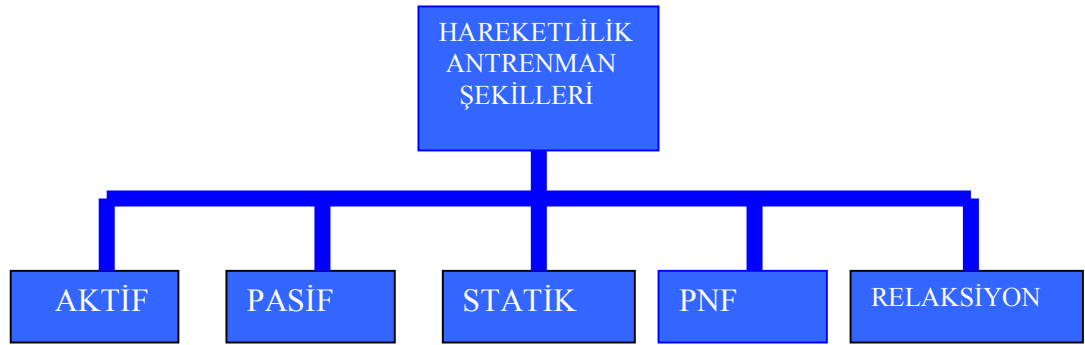 HAREKETLİLİK
ANTRENMAN
ŞEKİLLERİ
AKTİF
PASİF
STATİK
PNF
RELAKSİYON